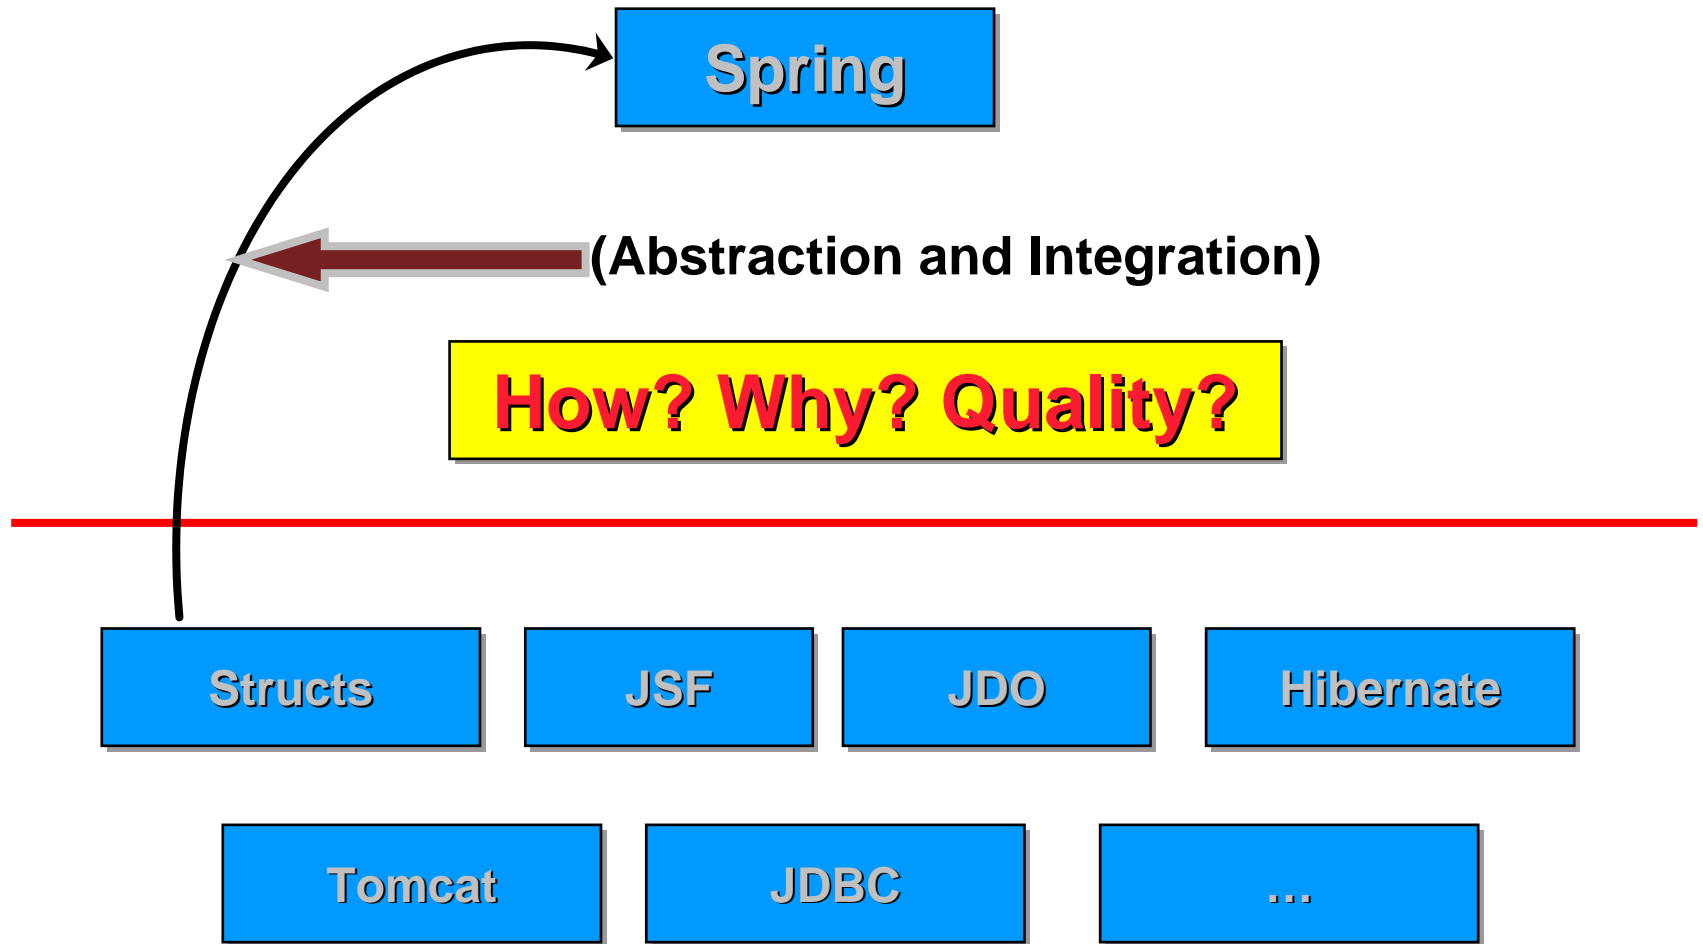 Spring
(Abstraction and Integration)
How? Why? Quality?
Structs
JSF
JDO
Hibernate
Tomcat
JDBC
…